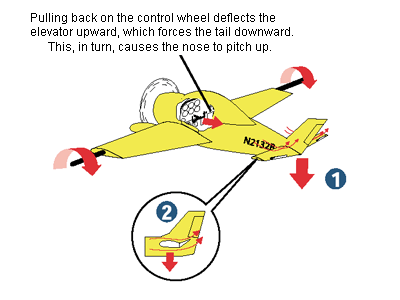 Pulling back on the control wheel deflects the
elevator upward, which forces the tail downward.
This, in turn, causes the nose to pitch up.
N2132B
1
2